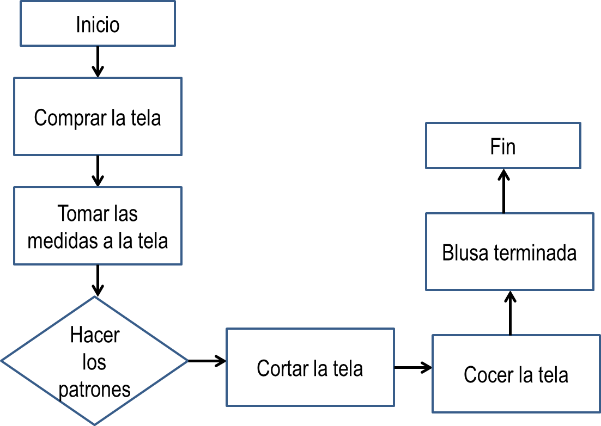 Inicio
Comprar la tela
Tomar las
medidas a la tela
Hacer
los
patrones
Cortar la tela
Cocer la tela
Blusa terminada
Fin